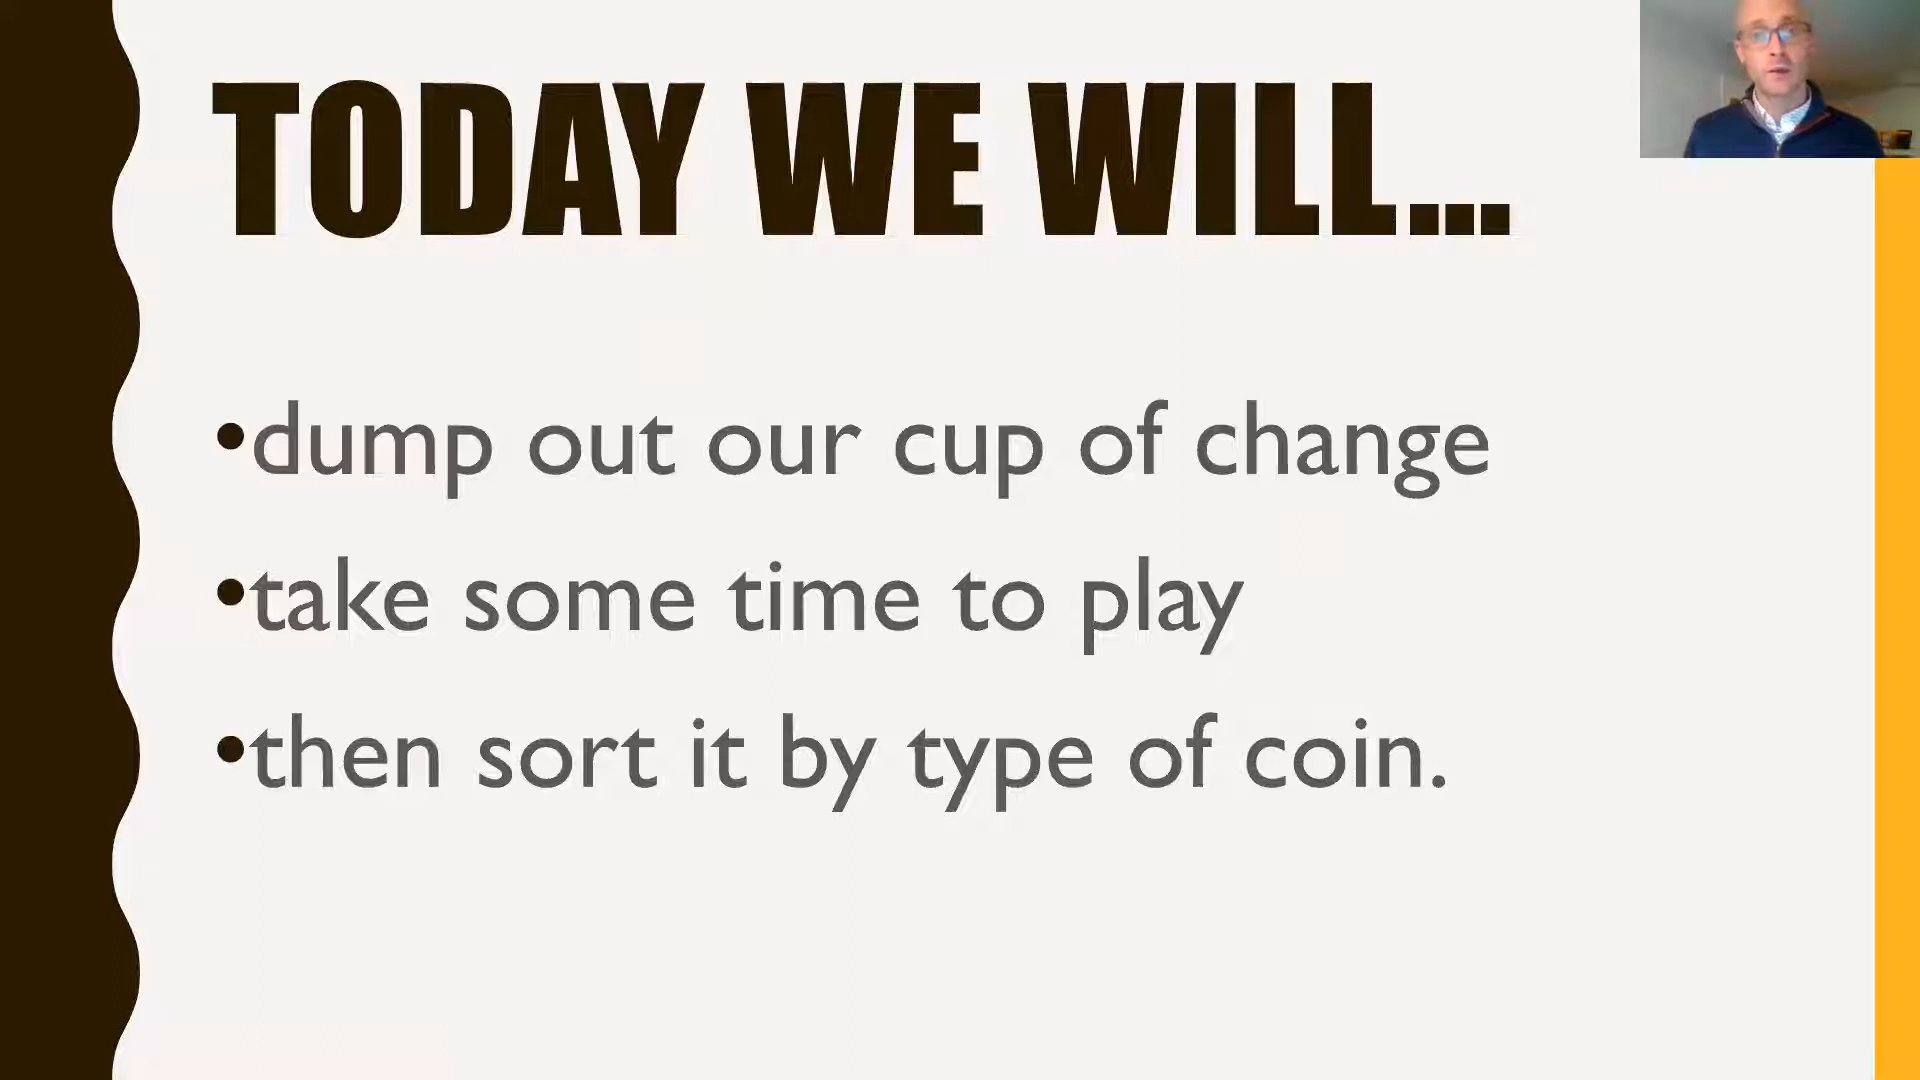 TODAY WE WILL...
•dump out our cup of change
•take some time to play
•then sort it by type of coin.